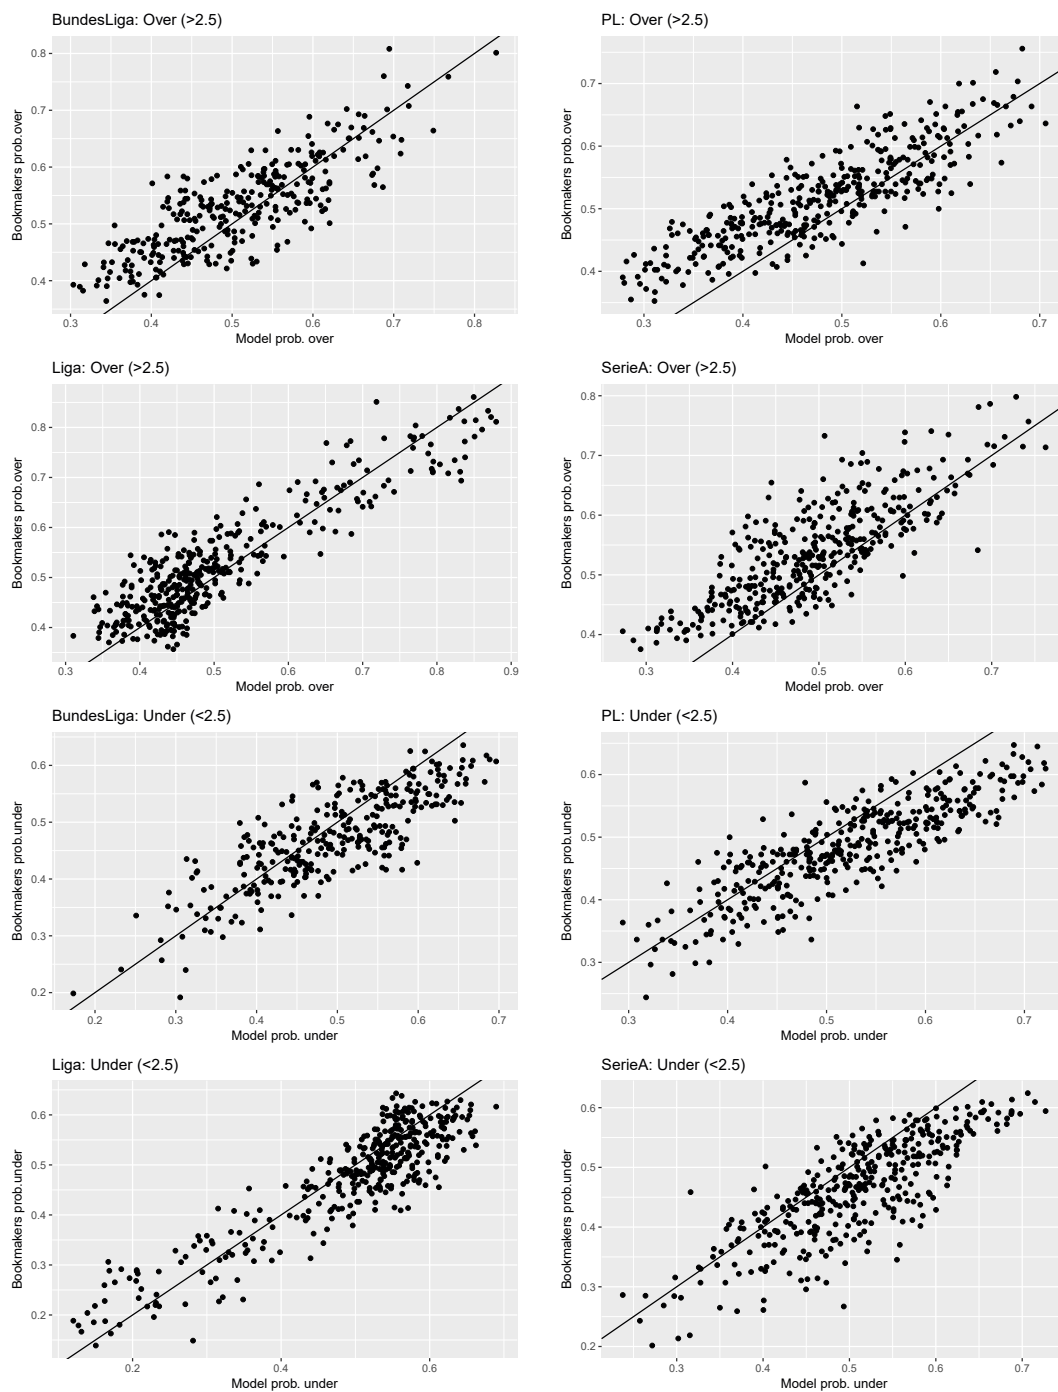 BundesLiga: Over (>2.5)
Bookmakers prob.over
0.8
0.7
0.6
0.5
0.4
0.3 0.4 0.5 0.6 0.7 0.8
Model prob. over
PL: Over (>2.5)
Bookmakers prob.over
0.7
0.6
0.5
0.4
0.3 0.4 0.5 0.6 0.7
Model prob. over
Liga: Over (>2.5)
Bookmakers prob.over
0.8
0.7
0.6
0.5
0.4
0.3 0.4 0.5 0.6 0.7 0.8 0.9
Model prob. over
SerieA: Over (>2.5)
Bookmakers prob.over
0.8
0.7
0.6
0.5
0.4
0.3 0.4 0.5 0.6 0.7
Model prob. over
BundesLiga: Under (<2.5)
Bookmakers prob.under
0.6
0.5
0.4
0.3
0.2
0.2 0.3 0.4 0.5 0.6 0.7
Model prob. under
PL: Under (<2.5)
Bookmakers prob.under
0.6
0.5
0.4
0.3
0.3 0.4 0.5 0.6 0.7
Model prob. under
Liga: Under (<2.5)
Bookmakers prob.under
0.6
0.5
0.4
0.3
0.2
0.2 0.4 0.6
Model prob. under
SerieA: Under (<2.5)
Bookmakers prob.under
0.6
0.5
0.4
0.3
0.2
0.3 0.4 0.5 0.6 0.7
Model prob. under